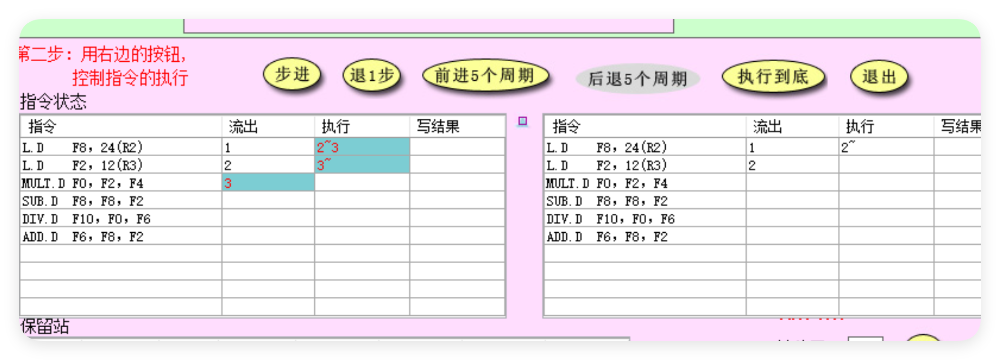 第二步：用右边的按钮，
控制指令的执行
步进 退1步 前进5个周期 后退5个周期 执行到底 退出
指令状态
指令 流出 执行 写结果
L.D F8, 24(R2) 1 2~3
L.D F2, 12(R3) 2 3~
MULT.D F0, F2, F4 3
SUB.D F8, F8, F2
DIV.D F10, F0, F6
ADD.D F6, F8, F2
指令 流出 执行 写结果
L.D F8, 24(R2) 1 2~
L.D F2, 12(R3) 2
MULT.D F0, F2, F4
SUB.D F8, F8, F2
DIV.D F10, F0, F6
ADD.D F6, F8, F2
保留站